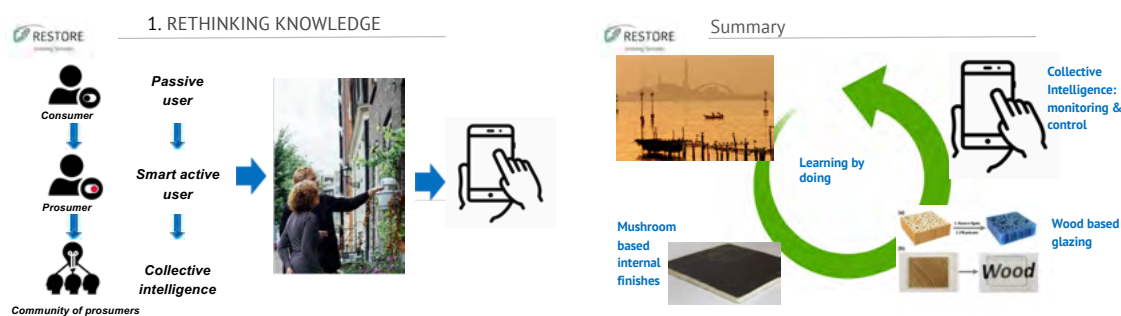 RESTORE
1. RETHINKING KNOWLEDGE
Consumer
Prosumer
Community of prosumers
Passive
user
Smart active
user
Collective
intelligence
RESTORE
Summary
Learning by
doing
Collective
Intelligence:
monitoring &
control
Mushroom
based
internal
finishes
(a)
(b)
Wood
Wood based
glazing